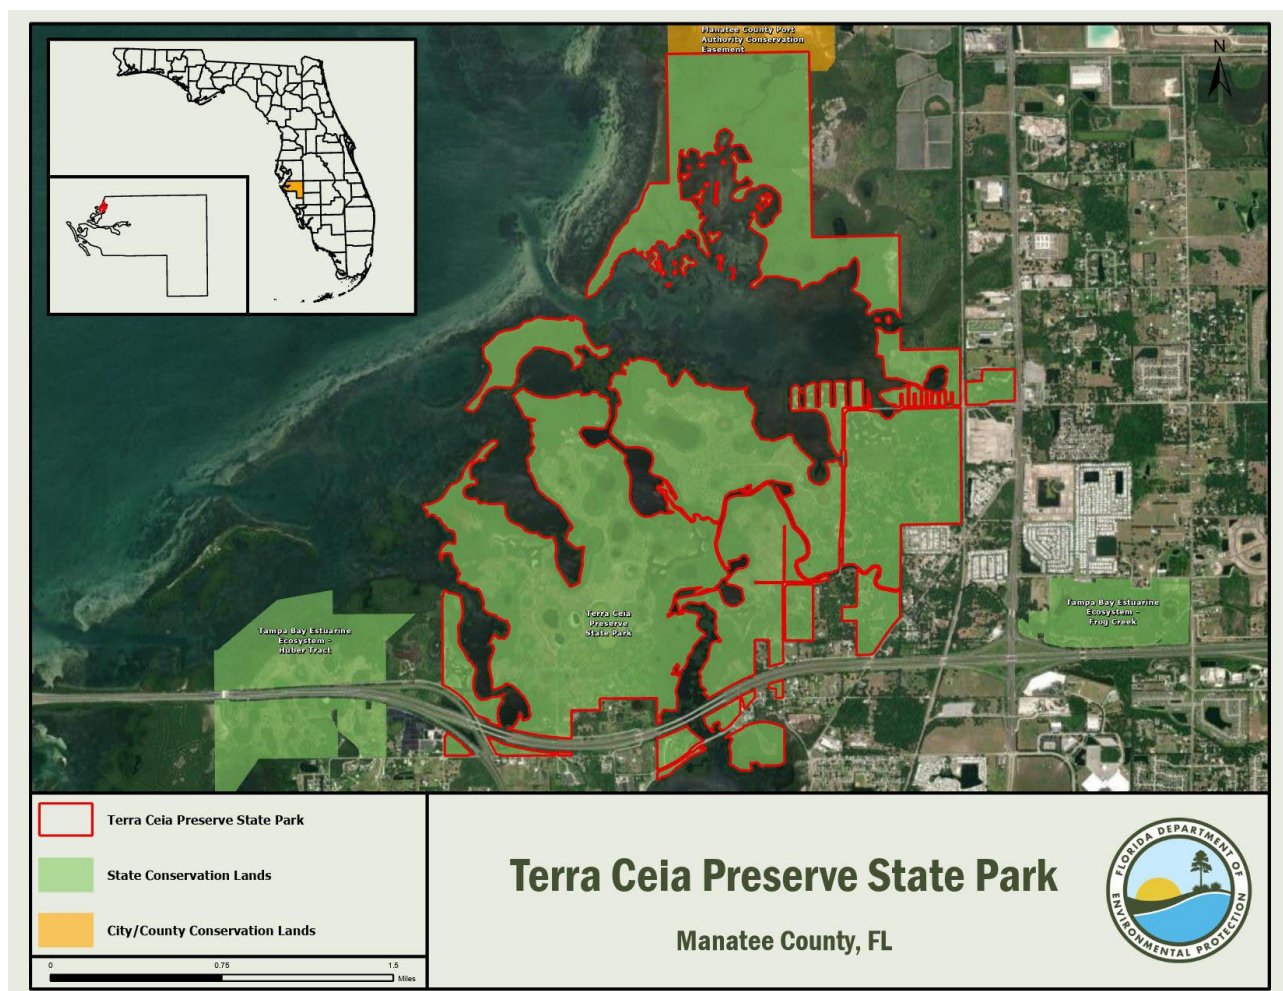 Manatee County Port
Authority Conservation
Easement
N
Terra Ceia
Preserve
State Park
Tampa Bay Estuarine
Ecosystem -
Huber Tract
Tampa Bay Estuarine
Ecosystem -
Frog Creek
Terra Ceia Preserve State Park
State Conservation Lands
City/County Conservation Lands
0 0.75 1.5
Miles
Terra Ceia Preserve State Park
Manatee County, FL
FLORIDA DEPARTMENT OF
ENVIRONMENTAL PROTECTION